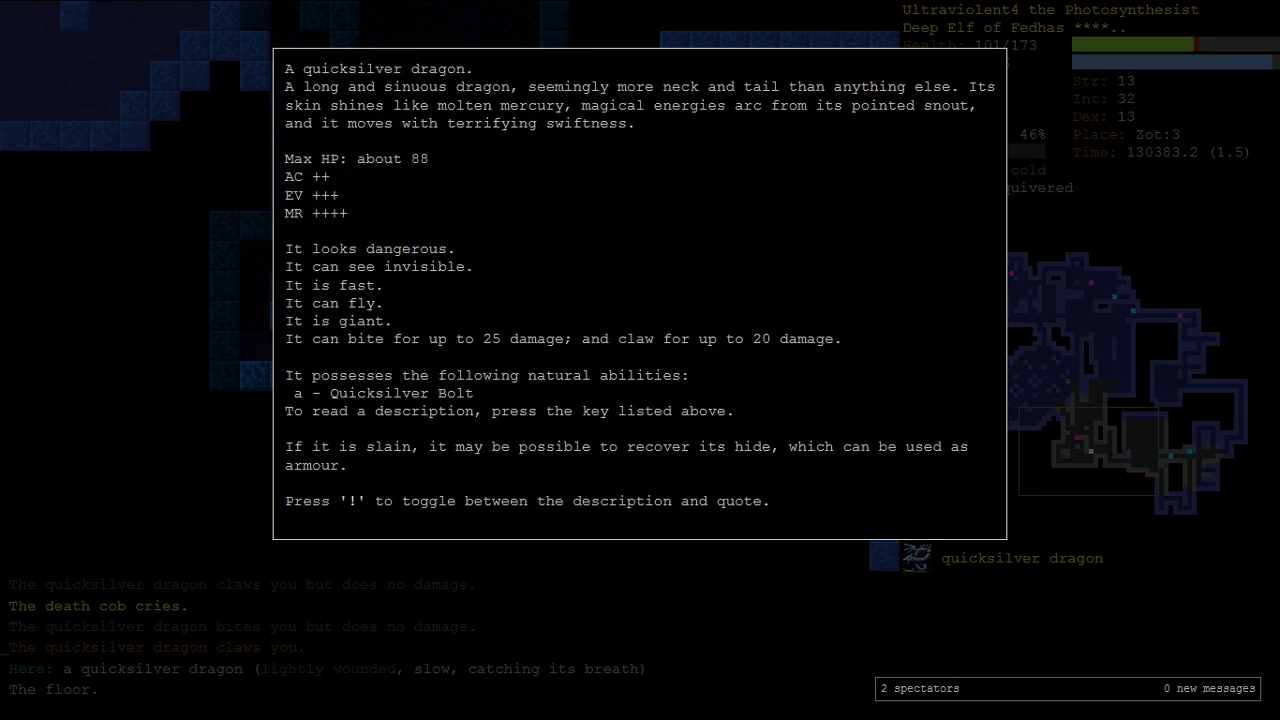 Ultraviolent4 the Photosynthesist
Deep Elf of Fedhas ****..
Health: 101/173
Str: 13
Int: 32
Dex: 13
46%
Place: Zot:3
Time: 130383.2 (1.5)
cold
quivered
A quicksilver dragon.
A long and sinuous dragon, seemingly more neck and tail than anything else. Its
skin shines like molten mercury, magical energies arc from its pointed snout,
and it moves with terrifying swiftness.
Max HP: about 88
AC ++
EV +++
MR ++++
It looks dangerous.
It can see invisible.
It is fast.
It can fly.
It is giant.
It can bite for up to 25 damage; and claw for up to 20 damage.
It possesses the following natural abilities:
a - Quicksilver Bolt
To read a description, press the key listed above.
If it is slain, it may be possible to recover its hide, which can be used as
armour.
Press '!' to toggle between the description and quote.
quicksilver dragon
The quicksilver dragon claws you but does no damage.
The death cob cries.
The quicksilver dragon bites you but does no damage.
_The quicksilver dragon claws you.
Here: a quicksilver dragon (lightly wounded, slow, catching its breath)
The floor.
2 spectators
0 new messages